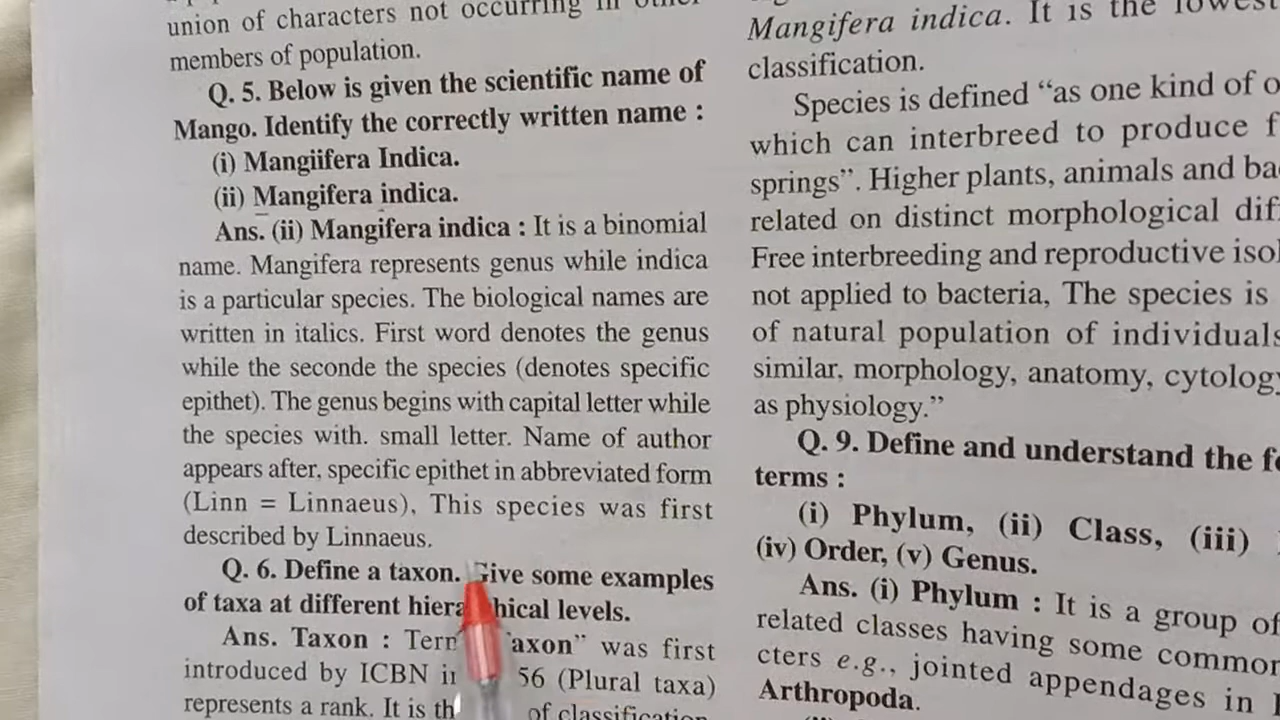 union of characters not occurring in other
members of population.
Q. 5. Below is given the scientific name of
Mango. Identify the correctly written name :
(i) Mangiifera Indica.
(ii) Mangifera indica.
Ans. (ii) Mangifera indica : It is a binomial
name. Mangifera represents genus while indica
is a particular species. The biological names are
written in italics. First word denotes the genus
while the seconde the species (denotes specific
epithet). The genus begins with capital letter while
the species with. small letter. Name of author
appears after, specific epithet in abbreviated form
(Linn = Linnaeus), This species was first
described by Linnaeus.
Q. 6. Define a taxon. Give some examples
of taxa at different hierarchical levels.
Ans. Taxon : Term "Taxon" was first
introduced by ICBN 56 (Plural taxa)
represents a rank. It is of classification
Mangifera indica. It is the lowest
classification.
Species is defined “as one kind of
which can interbreed to produce
springs”. Higher plants, animals and
related on distinct morphological
Free interbreeding and reproductive
not applied to bacteria, The species is
of natural population of individuals
similar, morphology, anatomy,
as physiology.”
Q. 9. Define and understand the
terms :
(i) Phylum, (ii) Class, (iii)
(iv) Order, (v) Genus.
Ans. (i) Phylum : It is a group of
related classes having some common
cters e.g., jointed appendages in
Arthropoda.